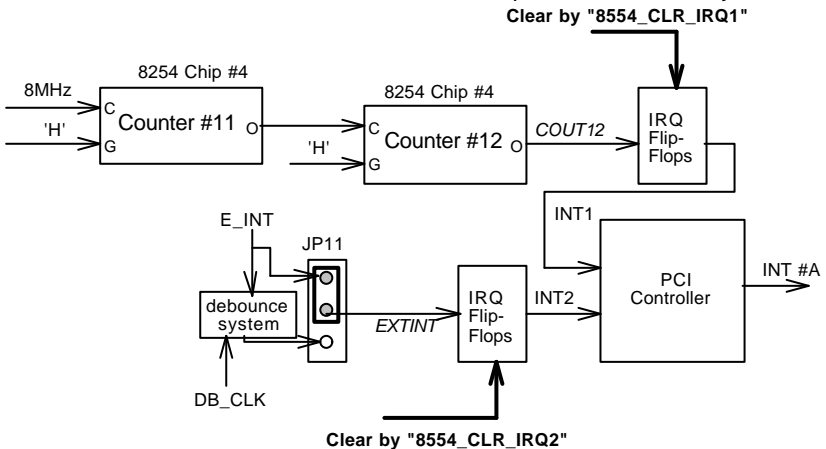 Clear by "8554_CLR_IRQ1"
8254 Chip #4
8MHz
C
Counter #11
O
'H'
G
8254 Chip #4
C
Counter #12
O
'H'
G
COUT12
IRQ
Flip-
Flops
INT1
E_INT
JP11
debounce
system
DB_CLK
EXTINT
IRQ
Flip-
Flops
INT2
PCI
Controller
INT #A
Clear by "8554_CLR_IRQ2"